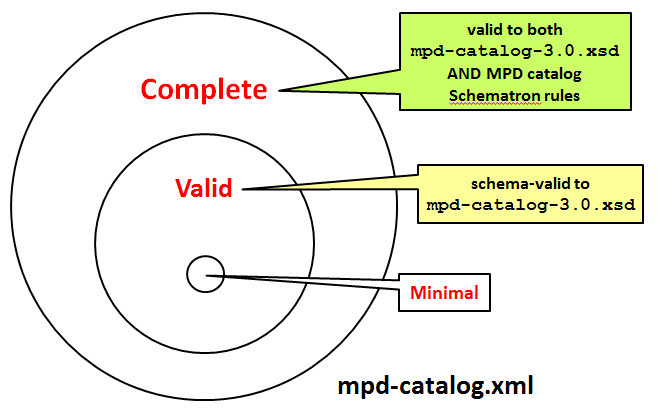 valid to both
mpd-catalog-3.0.xsd
AND MPD catalog
Schematron rules
Complete
Valid
schema-valid to
mpd-catalog-3.0.xsd
Minimal
mpd-catalog.xml